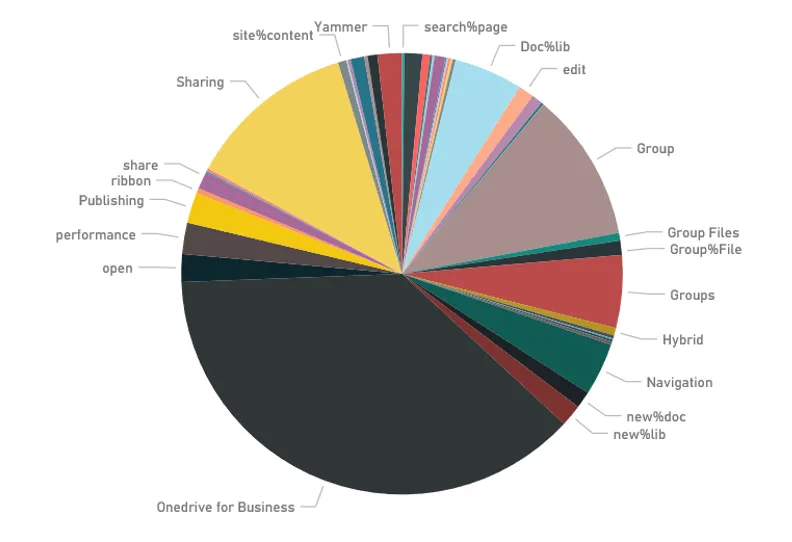 search%page
Doc%lib
edit
Group
Group Files
Group%File
Groups
Hybrid
Navigation
new%doc
new%lib
Onedrive for Business
open
performance
Publishing
ribbon
share
Sharing
site%content
Yammer